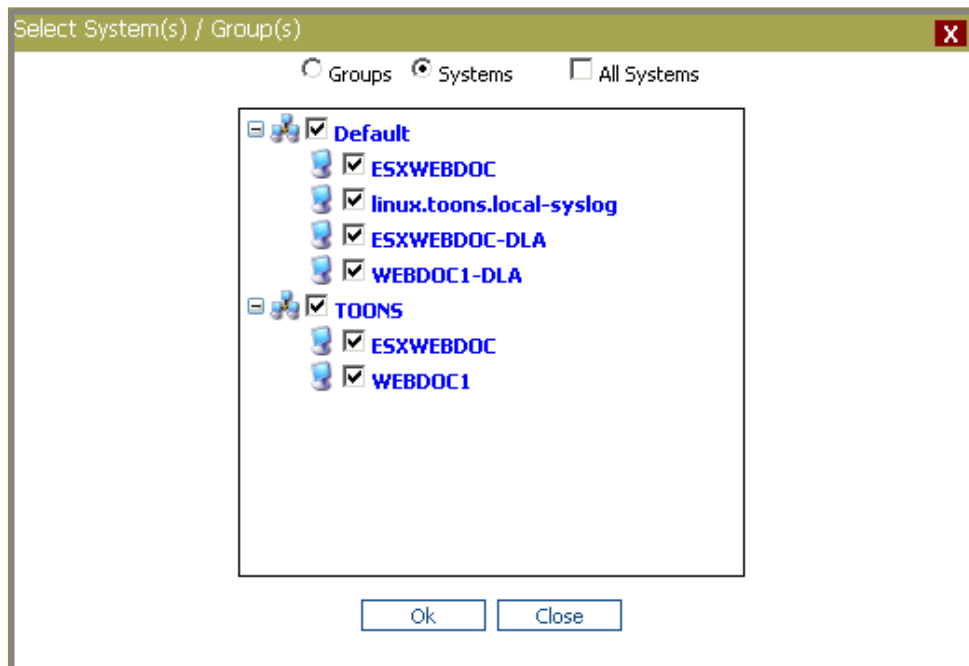 Select System(s) / Group(s)
X
Groups Systems All Systems
Default
ESXWEBDOC
linux.toons.local-syslog
ESXWEBDOC-DLA
WEBDOC1-DLA
TOONS
ESXWEBDOC
WEBDOC1
Ok Close